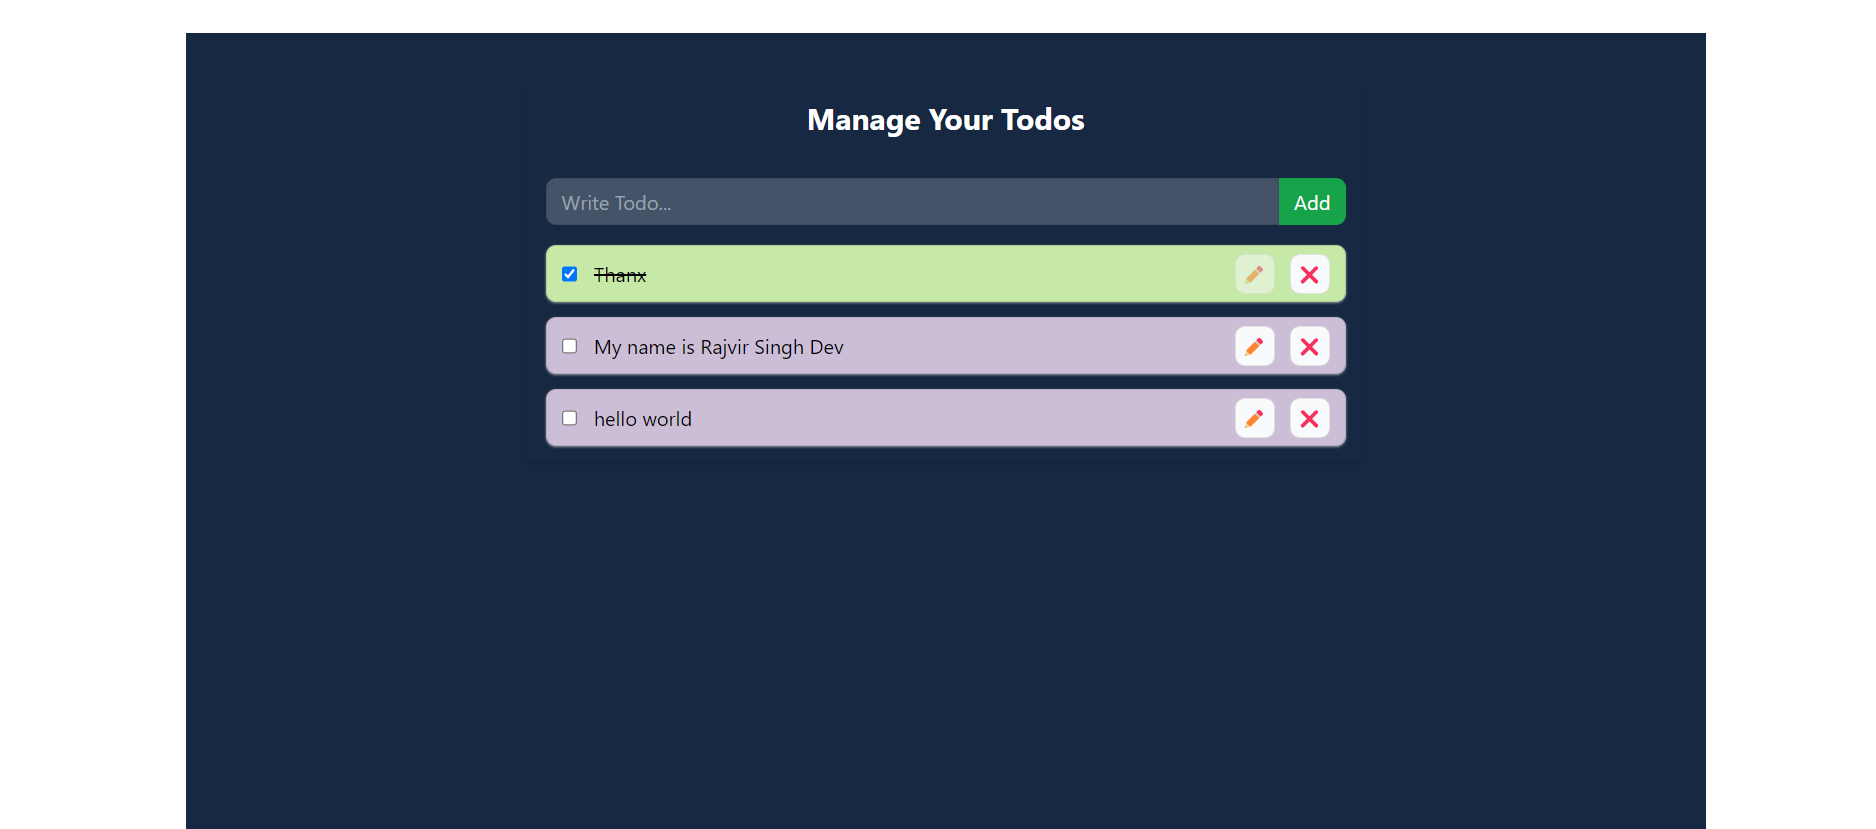 Manage Your Todos
Write Todo...
Add
Thanx
My name is Rajvir Singh Dev
hello world